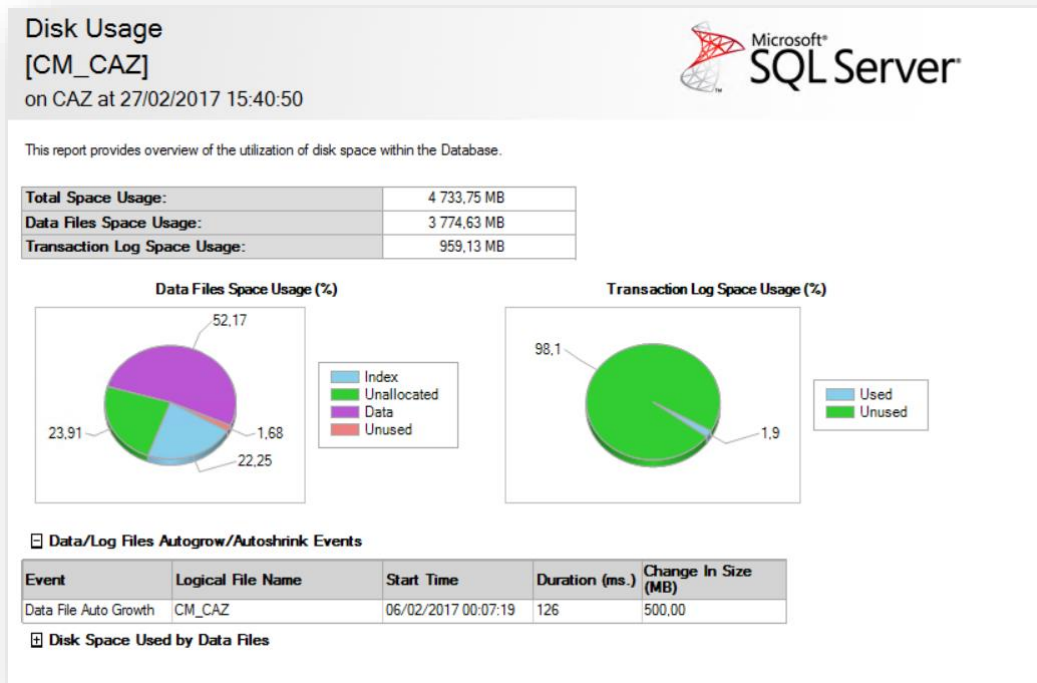 Disk Usage
[CM_CAZ]
on CAZ at 27/02/2017 15:40:50
Microsoft®
SQL Server®
™
This report provides overview of the utilization of disk space within the Database.
Total Space Usage: 4 733,75 MB
Data Files Space Usage: 3 774,63 MB
Transaction Log Space Usage: 959,13 MB
Data Files Space Usage (%)
52,17
23,91
1,68
22,25
Index
Unallocated
Data
Unused
Transaction Log Space Usage (%)
98,1
1,9
Used
Unused
Data/Log Files Autogrow/Autoshrink Events
Event Logical File Name Start Time Duration (ms.) Change In Size (MB)
Data File Auto Growth CM_CAZ 06/02/2017 00:07:19 126 500,00
Disk Space Used by Data Files